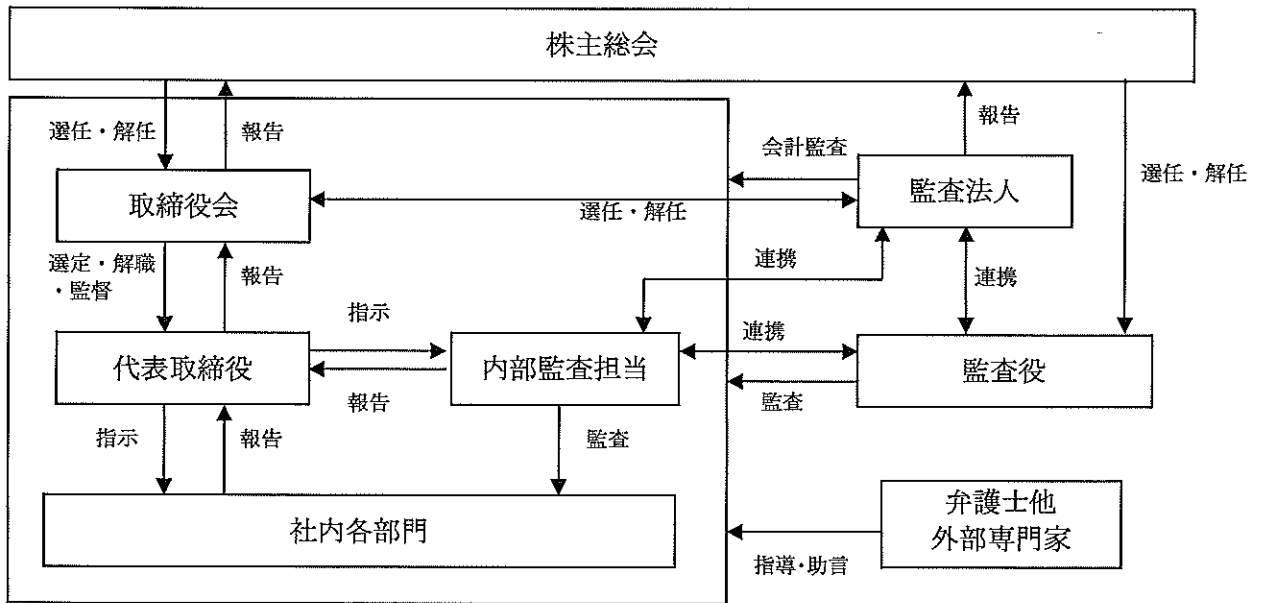 株主総会
選任・解任
報告
報告
会計監査
選任・解任
取締役会
監査法人
選任・解任
選定・解職
・監督
報告
連携
連携
指示
連携
代表取締役
内部監査担当
監査役
報告
監査
指示
報告
監査
社内各部門
弁護士他
外部専門家
指導・助言